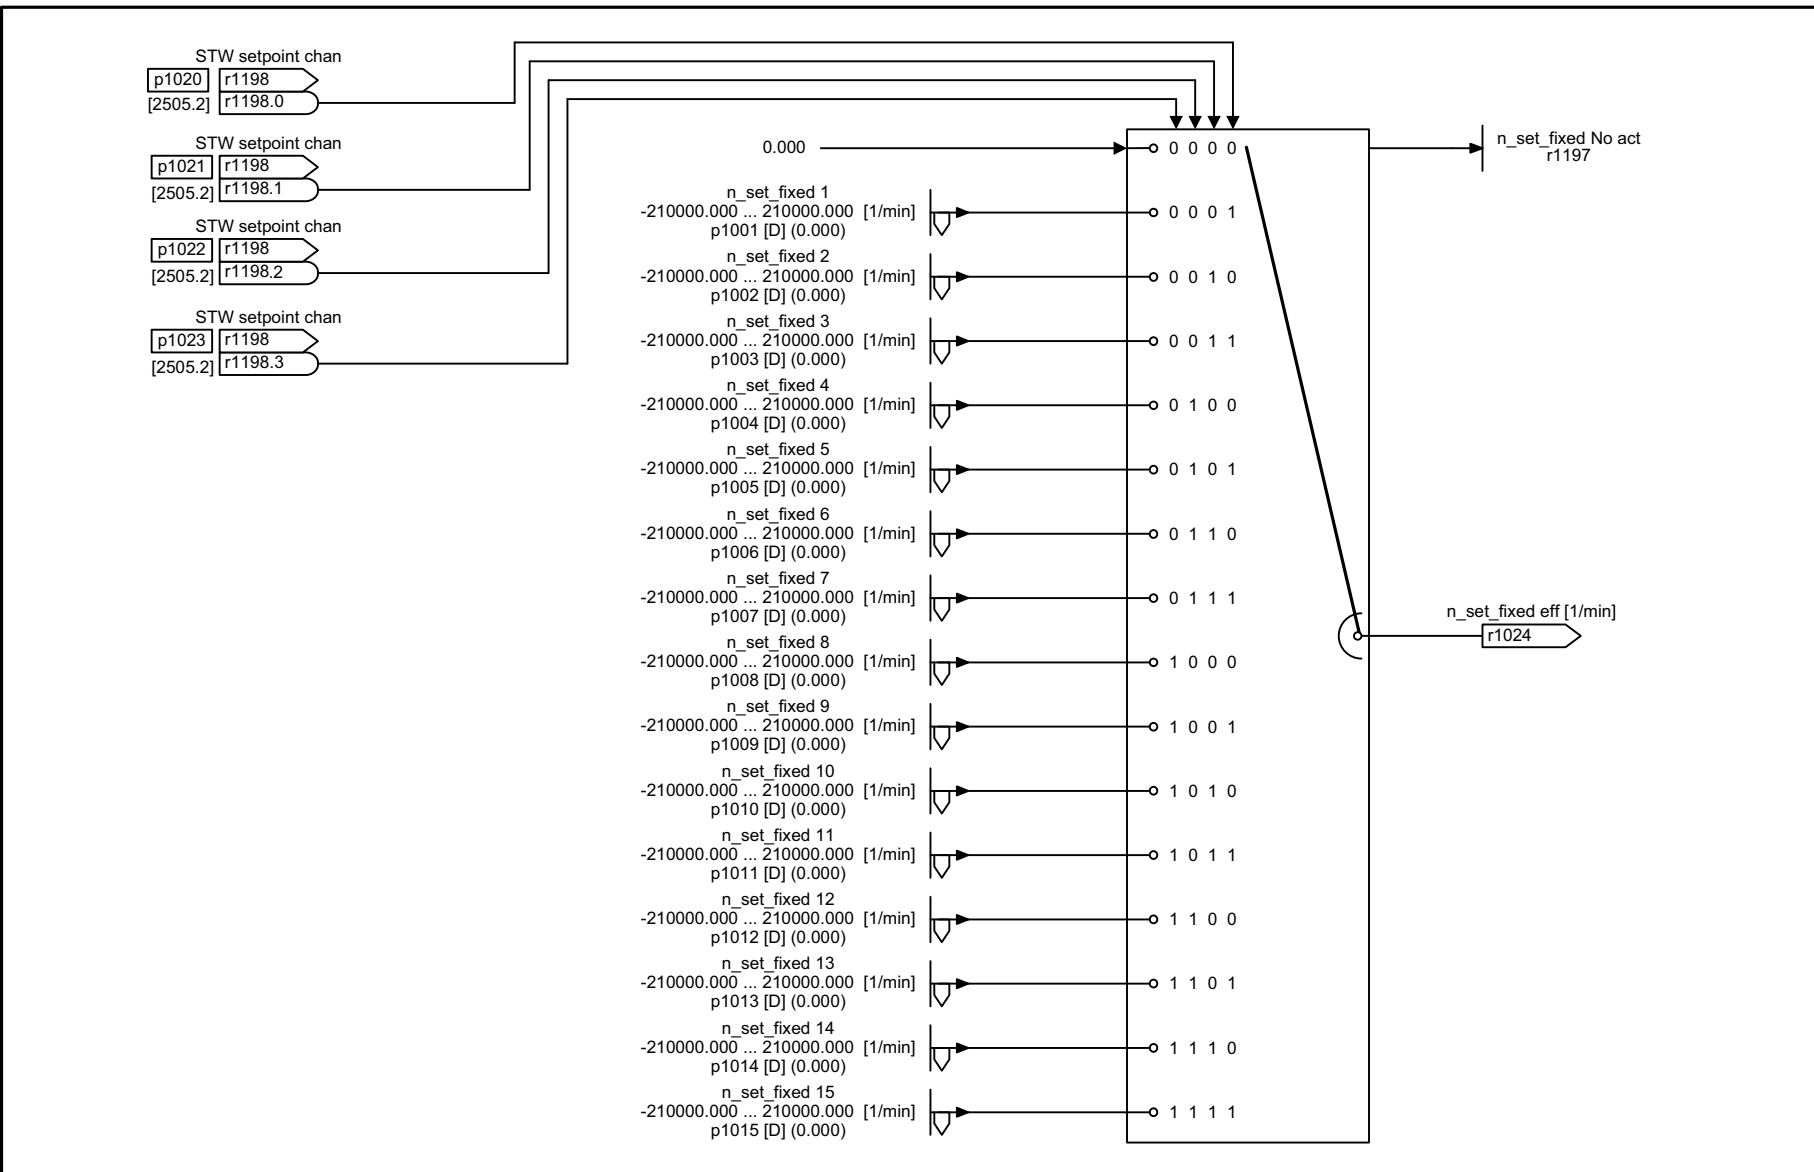 STW setpoint chan
p1020 r1198
[2505.2] r1198.0
STW setpoint chan
p1021 r1198
[2505.2] r1198.1
STW setpoint chan
p1022 r1198
[2505.2] r1198.2
STW setpoint chan
p1023 r1198
[2505.2] r1198.3
0.000 0 0 0 0
n_set_fixed No act
r1197
n_set_fixed 1
-210000.000 ... 210000.000 [1/min] 0 0 0 1
p1001 [D] (0.000)
n_set_fixed 2
-210000.000 ... 210000.000 [1/min] 0 0 1 0
p1002 [D] (0.000)
n_set_fixed 3
-210000.000 ... 210000.000 [1/min] 0 0 1 1
p1003 [D] (0.000)
n_set_fixed 4
-210000.000 ... 210000.000 [1/min] 0 1 0 0
p1004 [D] (0.000)
n_set_fixed 5
-210000.000 ... 210000.000 [1/min] 0 1 0 1
p1005 [D] (0.000)
n_set_fixed 6
-210000.000 ... 210000.000 [1/min] 0 1 1 0
p1006 [D] (0.000)
n_set_fixed 7
-210000.000 ... 210000.000 [1/min] 0 1 1 1
p1007 [D] (0.000)
n_set_fixed eff [1/min]
r1024
n_set_fixed 8
-210000.000 ... 210000.000 [1/min] 1 0 0 0
p1008 [D] (0.000)
n_set_fixed 9
-210000.000 ... 210000.000 [1/min] 1 0 0 1
p1009 [D] (0.000)
n_set_fixed 10
-210000.000 ... 210000.000 [1/min] 1 0 1 0
p1010 [D] (0.000)
n_set_fixed 11
-210000.000 ... 210000.000 [1/min] 1 0 1 1
p1011 [D] (0.000)
n_set_fixed 12
-210000.000 ... 210000.000 [1/min] 1 1 0 0
p1012 [D] (0.000)
n_set_fixed 13
-210000.000 ... 210000.000 [1/min] 1 1 0 1
p1013 [D] (0.000)
n_set_fixed 14
-210000.000 ... 210000.000 [1/min] 1 1 1 0
p1014 [D] (0.000)
n_set_fixed 15
-210000.000 ... 210000.000 [1/min] 1 1 1 1
p1015 [D] (0.000)